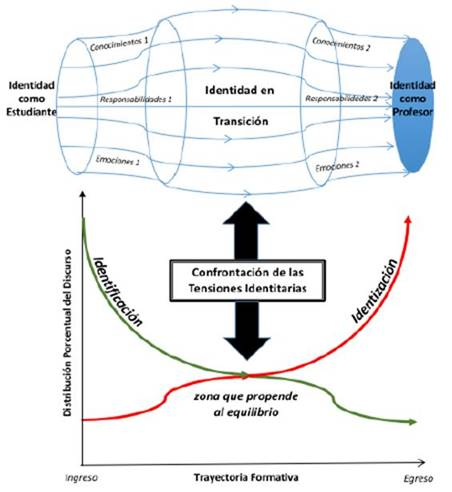 Conocimientos 1
Conocimientos 2
Identidad
como
Estudiante
Responsabilidades 1
Identidad en
Transición
Responsabilidades 2
Identidad
como
Profesor
Emociones 1
Emociones 2
Confrontación de las
Tensiones Identitarias
Distribución Porcentual del Discurso
Identificación
Identización
zona que propende
al equilibrio
Ingreso
Trayectoria Formativa
Egreso